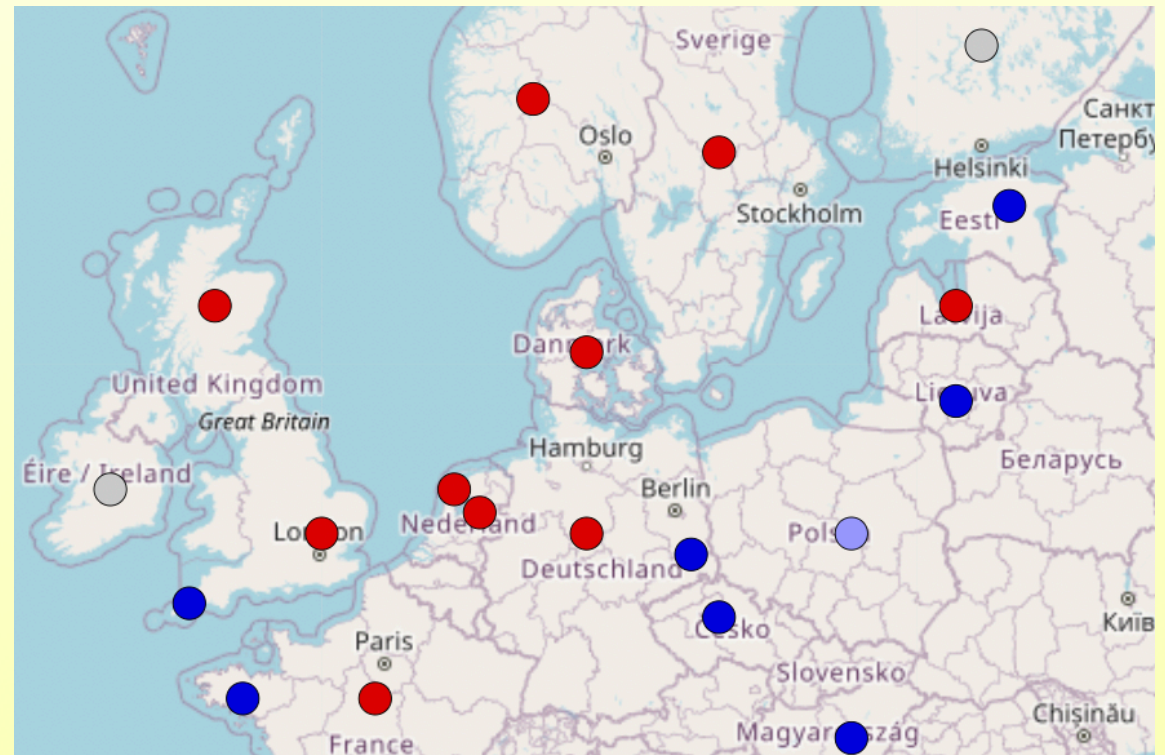 Sverige
Санкт
Петербу
Oslo
Helsinki
Stockholm
Eesti
Latvija
Danmark
United Kingdom
Lietuva
Great Britain
Hamburg
Беларусь
Éire / Ireland
Berlin
Nederland
London
Polska
Deutschland
Київ
Česko
Paris
Slovensko
Chișinău
Magyarország
France